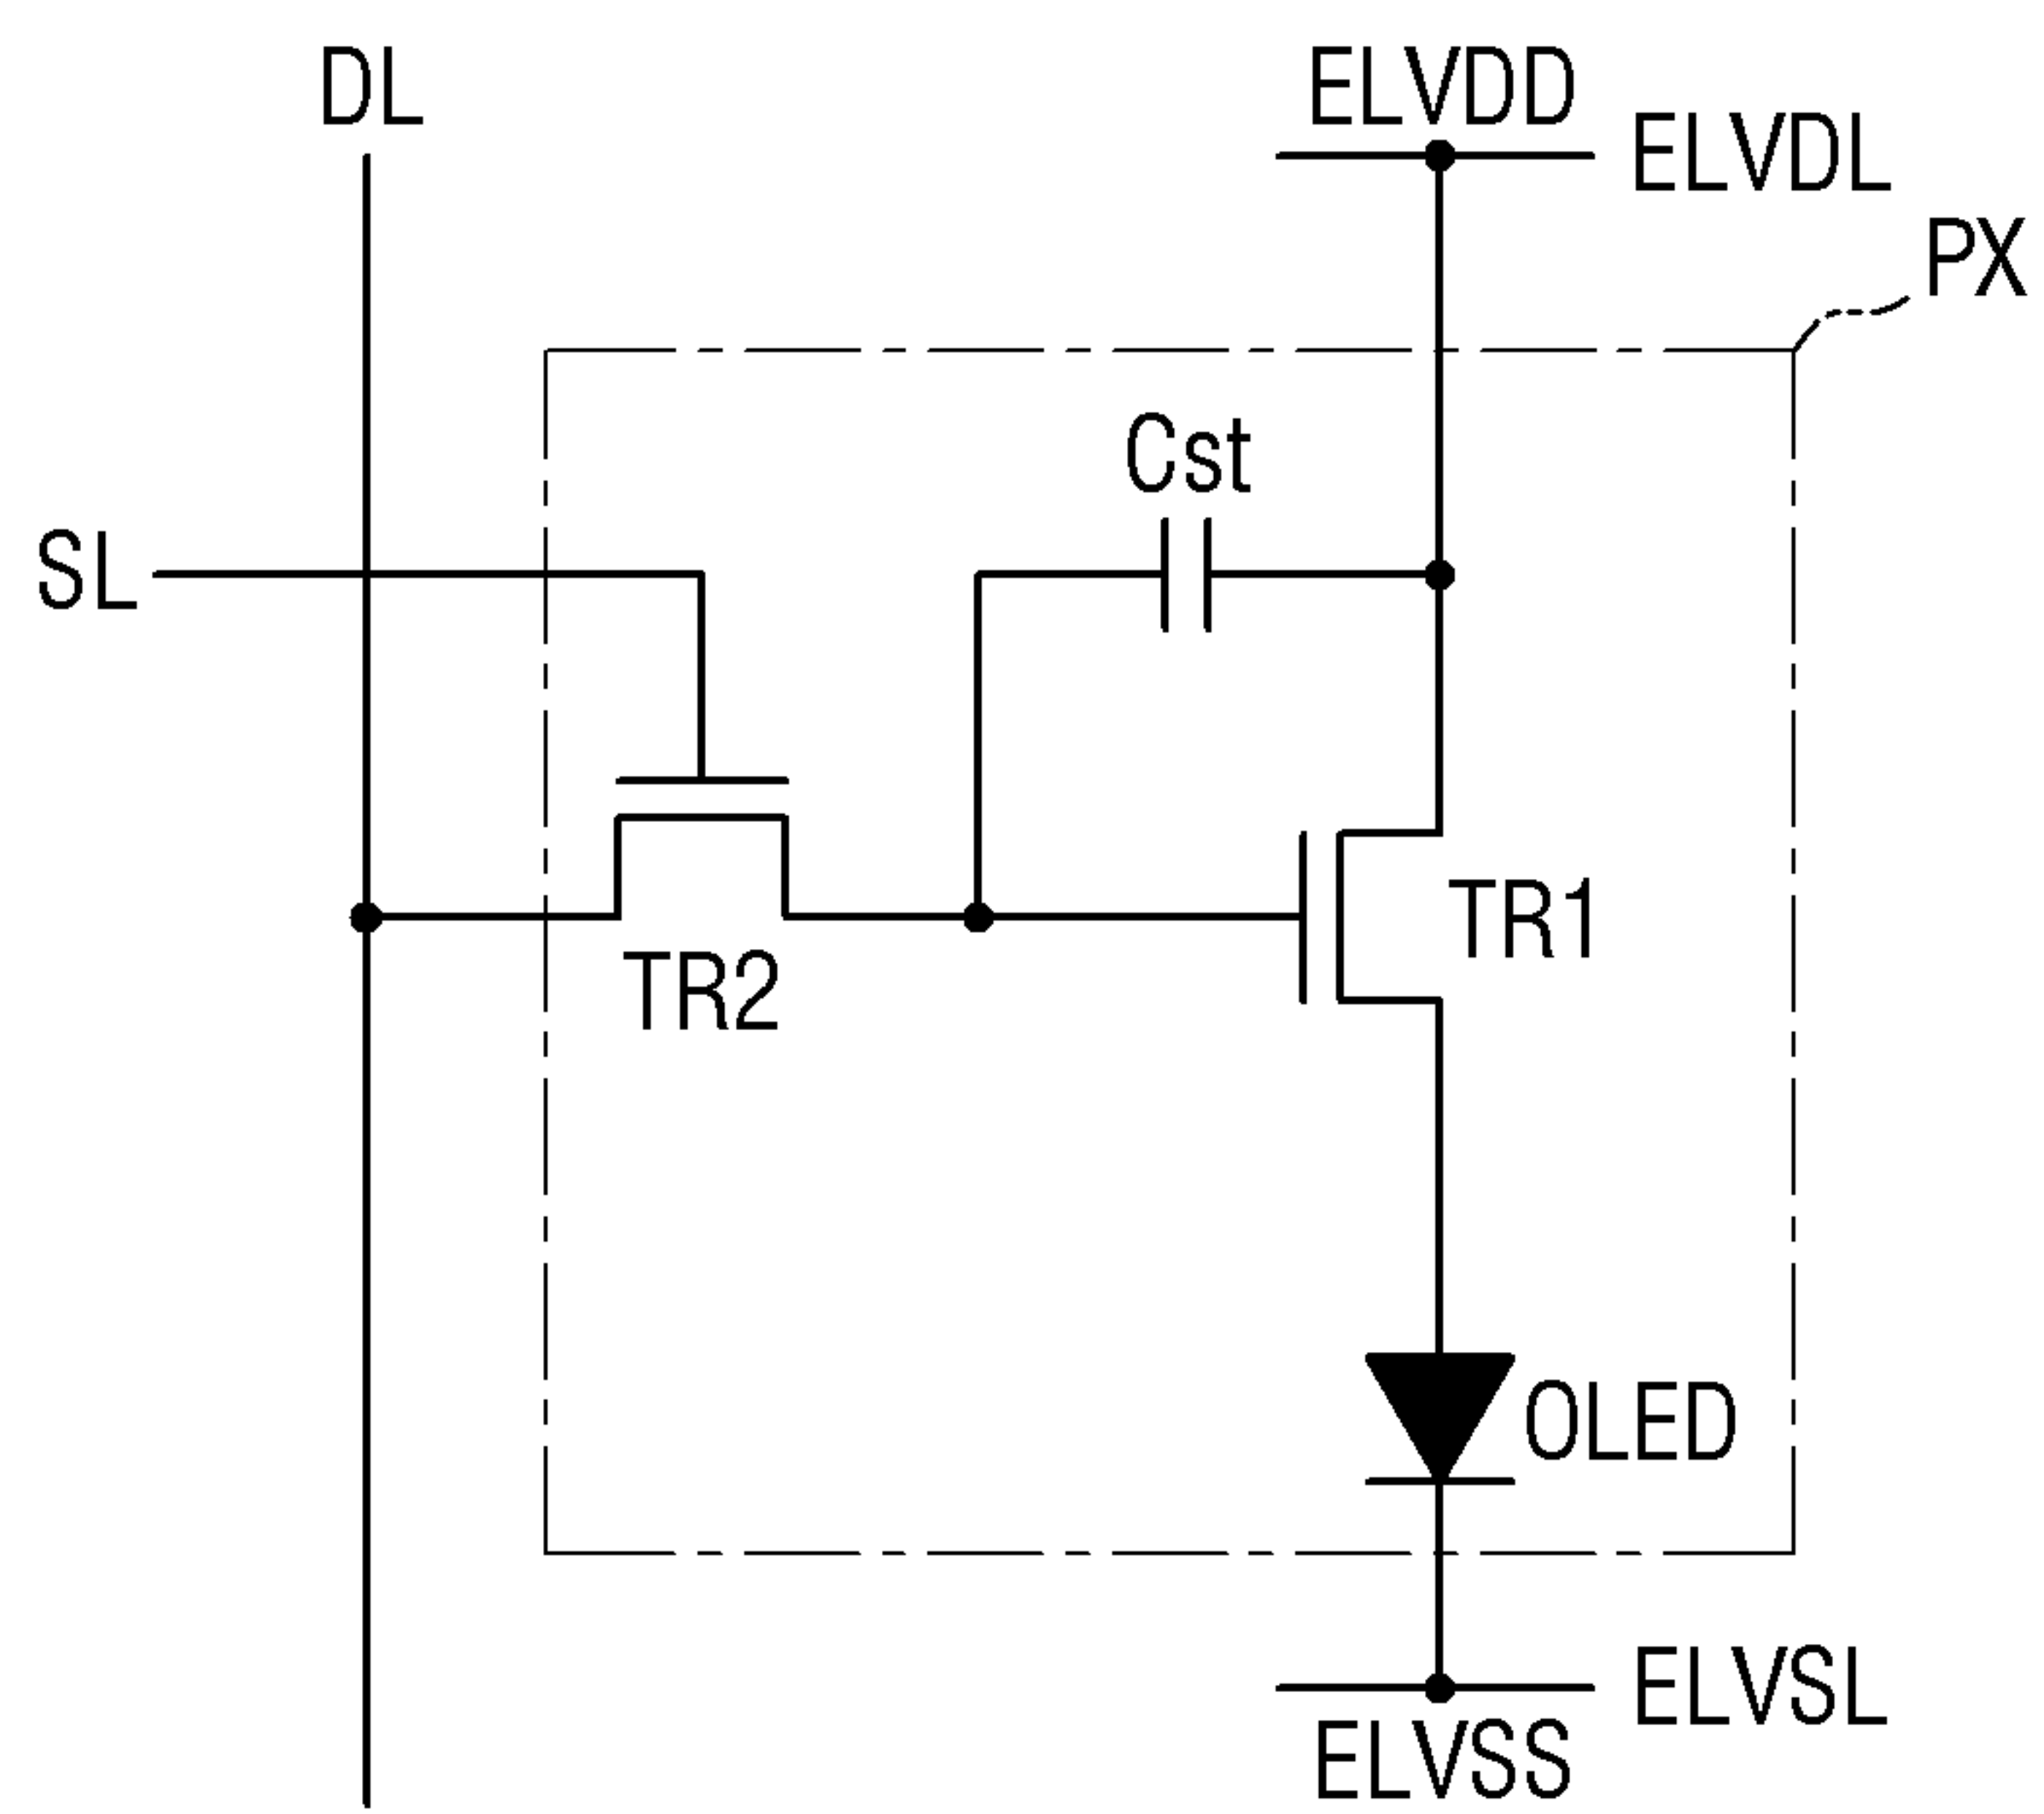 DL
ELVDD
ELVDL
PX
Cst
SL
TR1
TR2
OLED
ELVSL
ELVSS